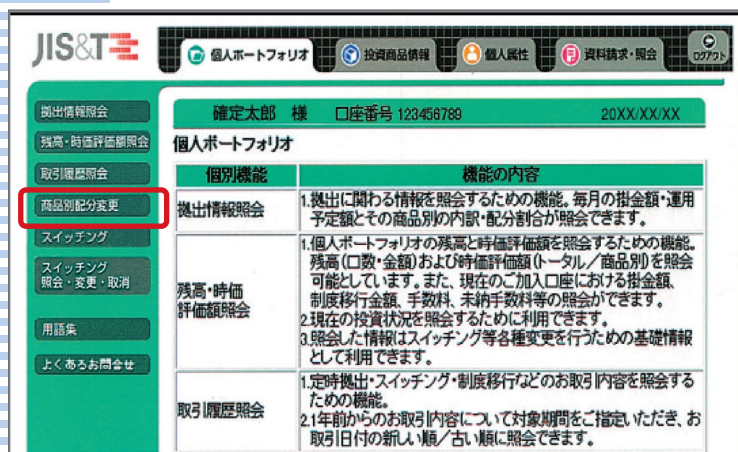 JIS&T
個人ポートフォリオ
投資商品情報
個人属性
資料請求・照会
ログアウト
拠出情報照会
残高・時価評価額照会
取引履歴照会
商品別配分変更
スイッチング
スイッチング
照会・変更・取消
用語集
よくあるお問合せ
確定太郎 様 口座番号 123456789 20XX/XX/XX
個人ポートフォリオ
個別機能 機能の内容
拠出情報照会
1.拠出に関わる情報を照会するための機能。毎月の掛金額・運用
予定額とその商品別の内訳・配分割合が照会できます。
残高・時価
評価額照会
1.個人ポートフォリオの残高と時価評価額を照会するための機能。
残高(口数・金額)および時価評価額(トータル／商品別)を照会
可能としています。また、現在のご加入口座における掛金額、
制度移行金額、手数料、未納手数料等の照会ができます。
2.現在の投資状況を照会するために利用できます。
3.照会した情報はスイッチング等各種変更を行うための基礎情報
として利用できます。
取引履歴照会
1.定時拠出・スイッチング・制度移行などのお取引内容を照会する
ための機能。
2.1年前からのお取引内容について対象期間をご指定いただき、お
取引日付の新しい順／古い順に照会できます。